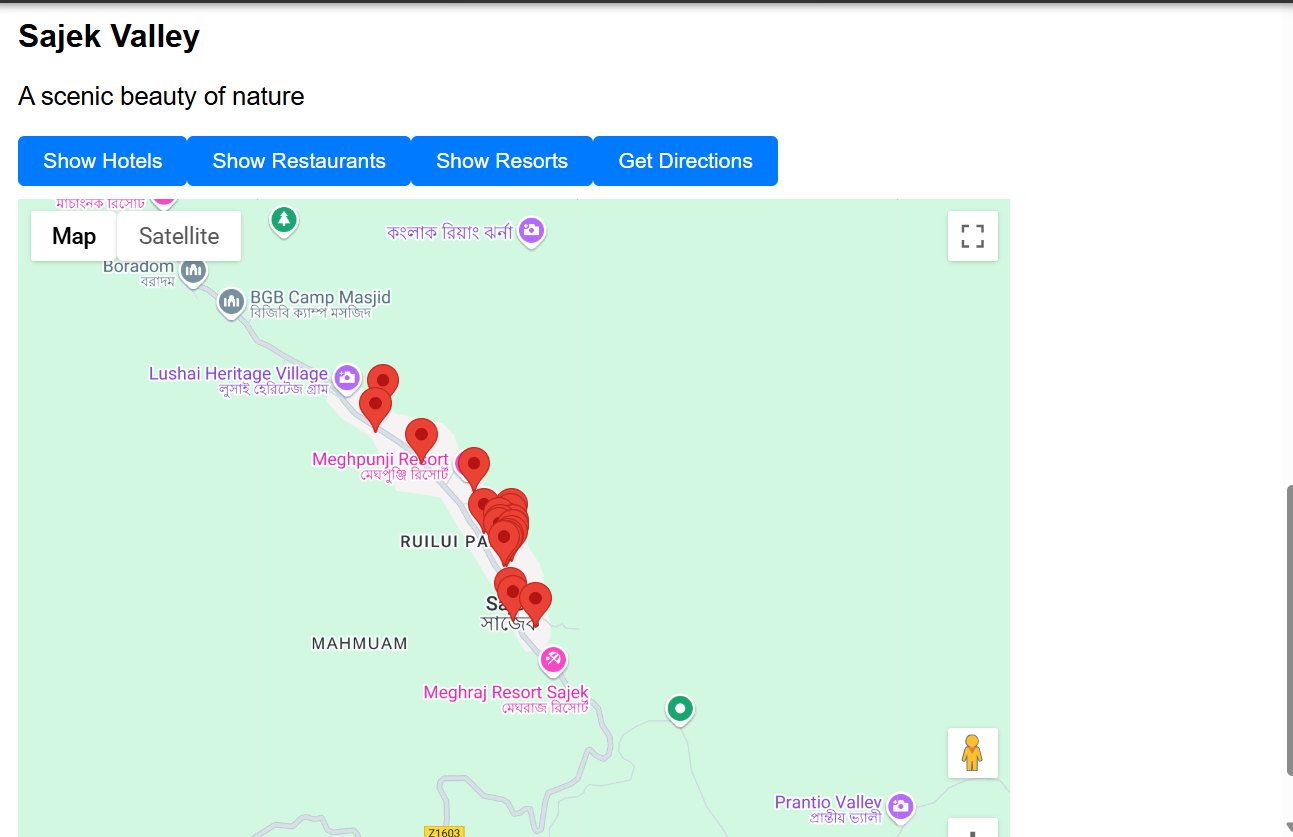 Sajek Valley
A scenic beauty of nature
Show Hotels
Show Restaurants
Show Resorts
Get Directions
মাচাংনক রিসোর্ট
Map
Satellite
কংলাক রিয়াং ঝর্না
Boradom
বরাদম
BGB Camp Masjid
বিজিবি ক্যাম্প মসজিদ
Lushai Heritage Village
লুসাই হেরিটেজ গ্রাম
Meghpunji Resort
মেঘপুঞ্জি রিসোর্ট
RUILUI PA
সাজেক
MAHMUAM
Meghraj Resort Sajek
মেঘরাজ রিসোর্ট
Prantio Valley
প্রান্তীয় ভ্যালী
Z1603